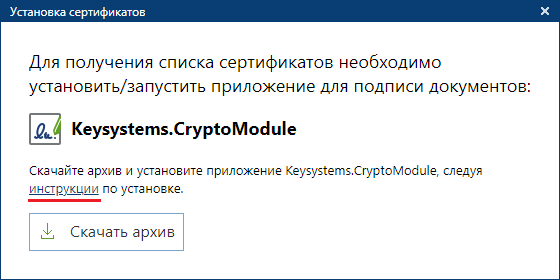 Установка сертификатов
Для получения списка сертификатов необходимо
установить/запустить приложение для подписи документов:
Keysystems.CryptoModule
Скачайте архив и установите приложение Keysystems.CryptoModule, следуя
инструкции по установке.
Скачать архив